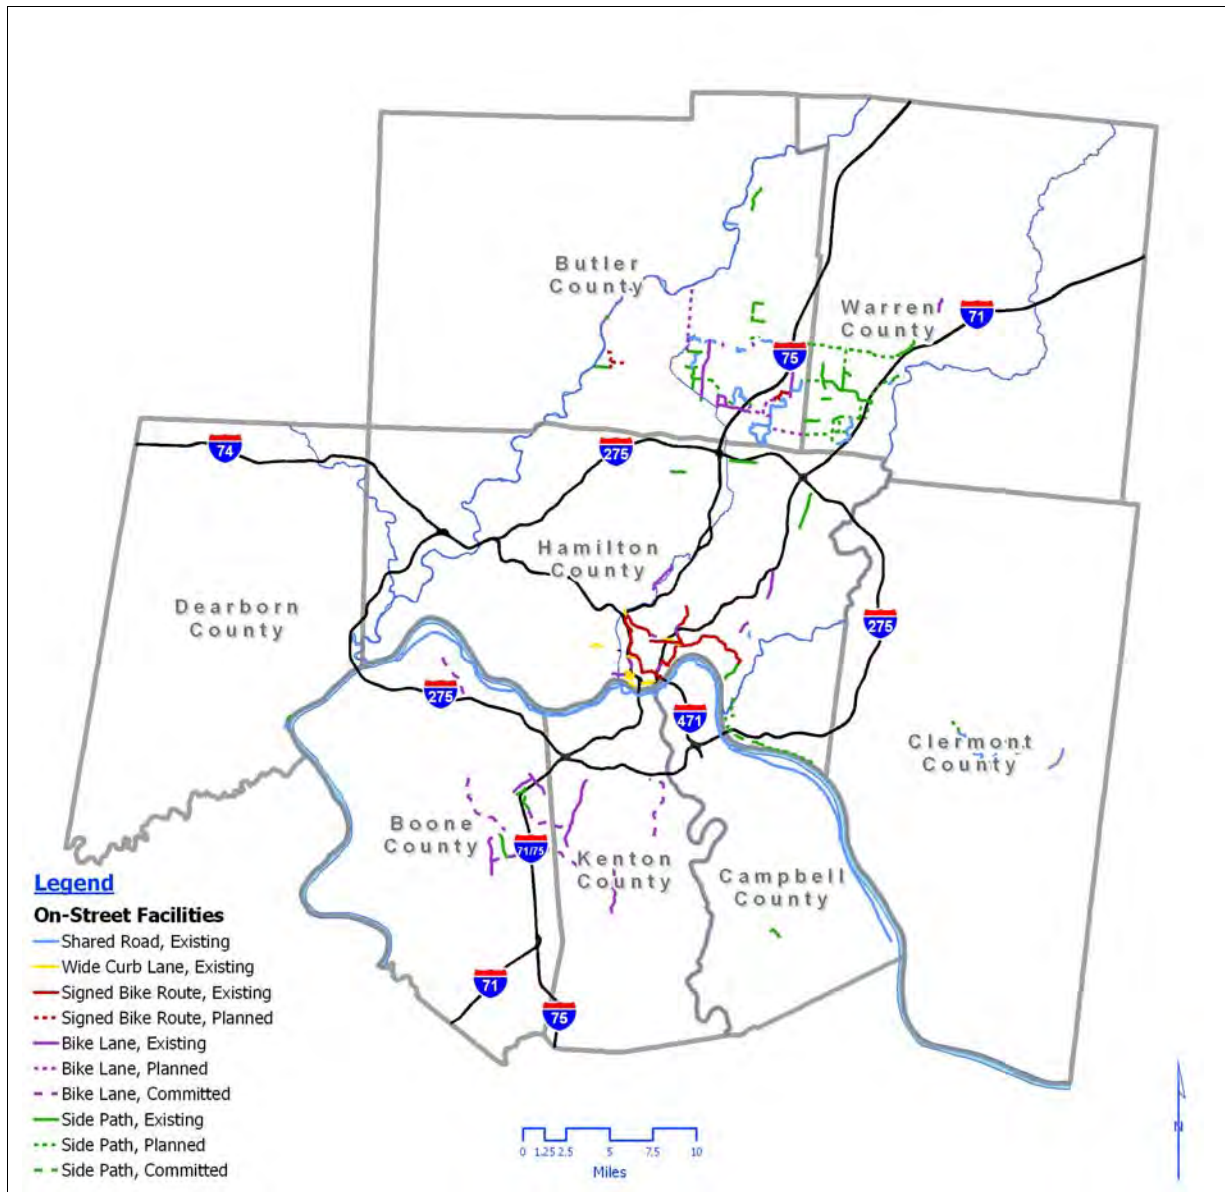 Butler
County
Warren
County
71
75
74
275
Hamilton
County
Dearborn
County
275
275
471
Clermont
County
Boone
County
71/75
Kenton
County
Campbell
County
71
75
Legend
On-Street Facilities
Shared Road, Existing
Wide Curb Lane, Existing
Signed Bike Route, Existing
Signed Bike Route, Planned
Bike Lane, Existing
Bike Lane, Planned
Bike Lane, Committed
Side Path, Existing
Side Path, Planned
Side Path, Committed
0 1.25 2.5 5 7.5 10
Miles
N